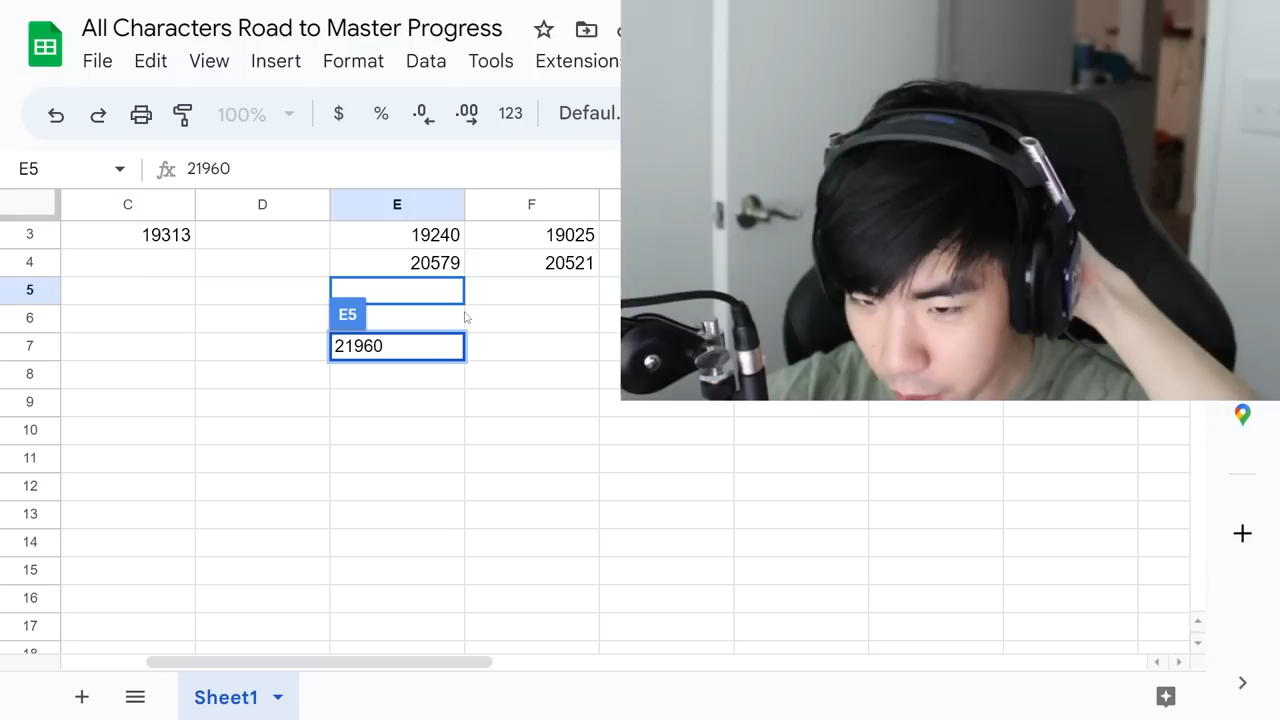 All Characters Road to Master Progress
File Edit View Insert Format Data Tools Extension
100% $ % .0 .00 123 Defaul.
E5 fx 21960
C D E F
3 19313 19240 19025
4 20579 20521
5
E5
6
7 21960
8
9
10
11
12
13
14
15
16
17
18
Sheet1